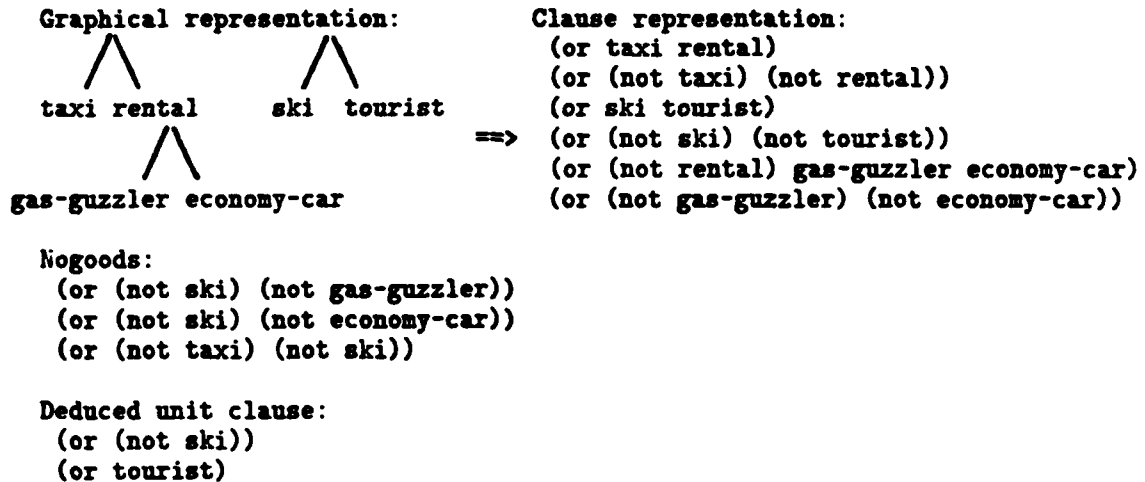 Graphical representation:
taxi rental ski tourist
gas-guzzler economy-car
==>
Clause representation:
(or taxi rental)
(or (not taxi) (not rental))
(or ski tourist)
(or (not ski) (not tourist))
(or (not rental) gas-guzzler economy-car)
(or (not gas-guzzler) (not economy-car))
Nogoods:
(or (not ski) (not gas-guzzler))
(or (not ski) (not economy-car))
(or (not taxi) (not ski))
Deduced unit clause:
(or (not ski))
(or tourist)